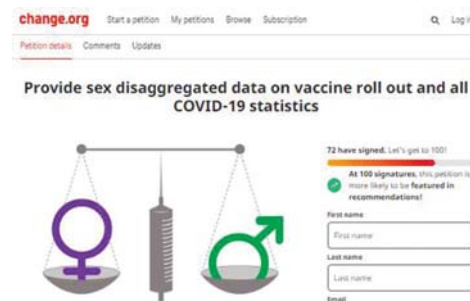 change.org Start a petition My petitions Browse Subscription Log in
Petition details Comments Updates
Provide sex disaggregated data on vaccine roll out and all
COVID-19 statistics
72 have signed. Let's get to 100!
At 100 signatures, this petition is
more likely to be featured in
recommendations!
First name
First name
Last name
Last name
Email